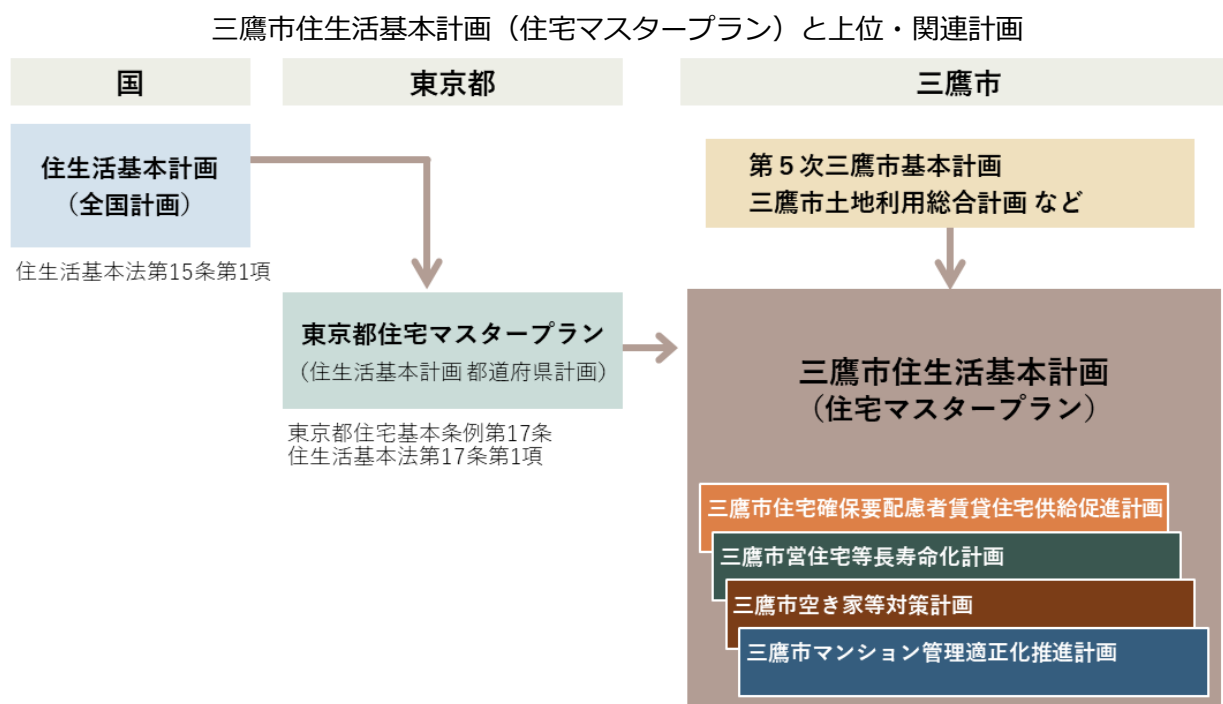 三鷹市住生活基本計画（住宅マスタープラン）と上位・関連計画
国
東京都
三鷹市
住生活基本計画
（全国計画）
住生活基本法第15条第1項
東京都住宅マスタープラン
（住生活基本計画 都道府県計画）
東京都住宅基本条例第17条
住生活基本法第17条第1項
第５次三鷹市基本計画
三鷹市土地利用総合計画 など
三鷹市住生活基本計画
（住宅マスタープラン）
三鷹市住宅確保要配慮者賃貸住宅供給促進計画
三鷹市営住宅等長寿命化計画
三鷹市空き家等対策計画
三鷹市マンション管理適正化推進計画